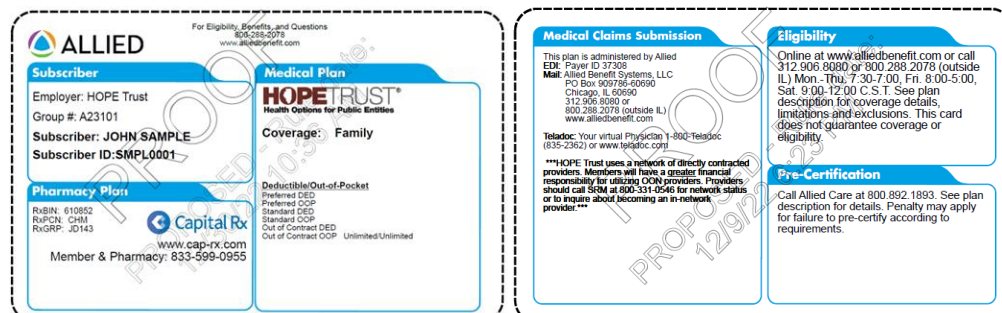 For Eligibility, Benefits, and Questions
800-288-2078
www.alliedbenefit.com
ALLIED
Subscriber
Employer: HOPE Trust
Group #: A23101
Subscriber: JOHN SAMPLE
Subscriber ID:SMPL0001
Pharmacy Plan
RxBIN: 610852
RxPCN: CHM
RxGRP: JD143
Capital Rx
www.cap-rx.com
Member & Pharmacy: 833-599-0955
Medical Plan
HOPETRUST®
Health Options for Public Entities
Coverage: Family
Deductible/Out-of-Pocket
Preferred DED
Preferred OOP
Standard DED
Standard OOP
Out of Contract DED
Out of Contract OOP Unlimited/Unlimited
Medical Claims Submission
This plan is administered by Allied
EDI: Payer ID 37308
Mail: Allied Benefit Systems, LLC
PO Box 909786-60690
Chicago, IL 60690
312.906.8080 or
800.288.2078 (outside IL)
www.alliedbenefit.com
Teladoc: Your virtual Physician 1-800-Teladoc
(835-2362) or www.teladoc.com
***HOPE Trust uses a network of directly contracted
providers. Members will have a greater financial
responsibility for utilizing OON providers. Providers
should call SRM at 800-331-0546 for network status
or to inquire about becoming an in-network
provider.***
Eligibility
Online at www.alliedbenefit.com or call
312.906.8080 or 800.288.2078 (outside
IL) Mon.-Thu. 7:30-7:00, Fri. 8:00-5:00,
Sat. 9:00-12:00 C.S.T. See plan
description for coverage details,
limitations and exclusions. This card
does not guarantee coverage or
eligibility.
Pre-Certification
Call Allied Care at 800.892.1893. See plan
description for details. Penalty may apply
for failure to pre-certify according to
requirements.
PROOF
PROOF
PROPOSED